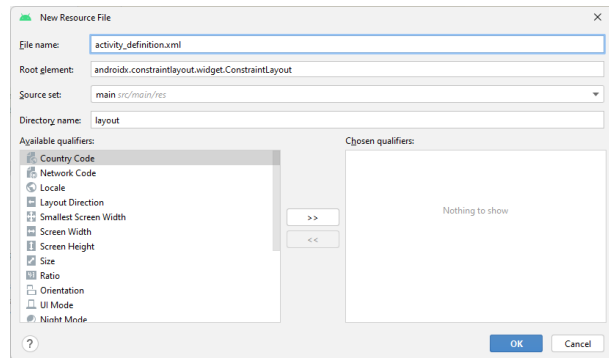 New Resource File
File name: activity_definition.xml
Root element: androidx.constraintlayout.widget.ConstraintLayout
Source set: main src/main/res
Directory name: layout
Available qualifiers:
Chosen qualifiers:
Country Code
Network Code
Locale
Layout Direction
Smallest Screen Width
Screen Width
Screen Height
Size
Ratio
Orientation
UI Mode
Night Mode
>>
<<
Nothing to show
?
OK Cancel